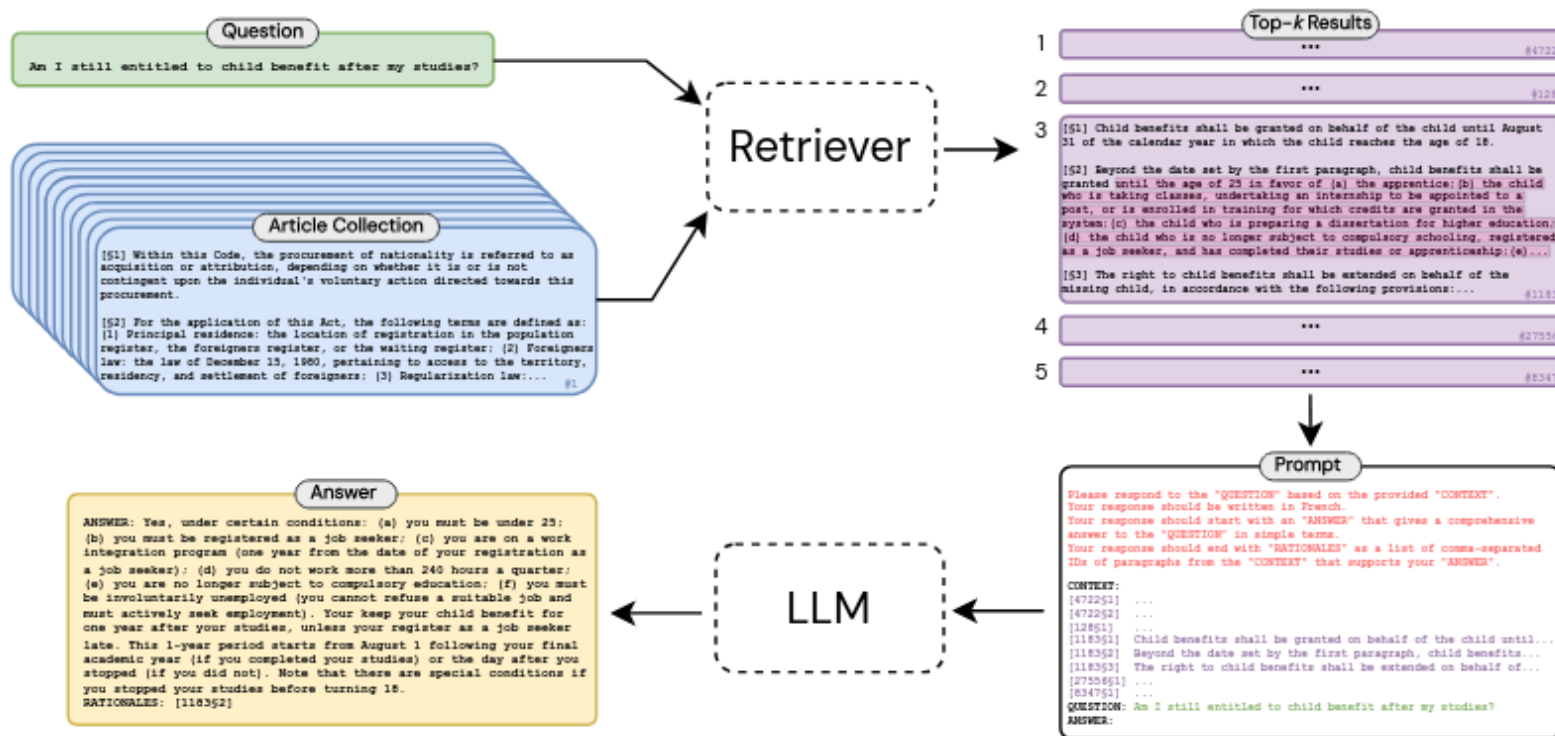 Question
Am I still entitled to child benefit after my studies?
Article Collection
[§1] Within this Code, the procurement of nationality is referred to as
acquisition or attribution, depending on whether it is or is not
contingent upon the individual's voluntary action directed towards this
procurement.
[§2] For the application of this Act, the following terms are defined as:
(1) Principal residence: the location of registration in the population
register, the foreigners register, or the waiting register; (2) Foreigners
law: the law of December 15, 1980, pertaining to access to the territory,
residency, and settlement of foreigners; (3) Regularization law:...
#1
Retriever
Top-k Results
1
...
#4722
2
...
#128
3
[§1] Child benefits shall be granted on behalf of the child until August
31 of the calendar year in which the child reaches the age of 18.
[§2] Beyond the date set by the first paragraph, child benefits shall be
granted until the age of 25 in favor of (a) the apprentice;(b) the child
who is taking classes, undertaking an internship to be appointed to a
post, or is enrolled in training for which credits are granted in the
system;(c) the child who is preparing a dissertation for higher education;
(d) the child who is no longer subject to compulsory schooling, registered
as a job seeker, and has completed their studies or apprenticeship;(e)...
[§3] The right to child benefits shall be extended on behalf of the
missing child, in accordance with the following provisions:...
#1183
4
...
#27556
5
...
#8347
Prompt
Please respond to the "QUESTION" based on the provided "CONTEXT".
Your response should be written in French.
Your response should start with an "ANSWER" that gives a comprehensive
answer to the "QUESTION" in simple terms.
Your response should end with "RATIONALES" as a list of comma-separated
IDs of paragraphs from the "CONTEXT" that supports your "ANSWER".
CONTEXT:
[4722§1] ...
[4722§2] ...
[128§1] ...
[1183§1] Child benefits shall be granted on behalf of the child until...
[1183§2] Beyond the date set by the first paragraph, child benefits...
[1183§3] The right to child benefits shall be extended on behalf of...
[27556§1] ...
[8347§1] ...
QUESTION: Am I still entitled to child benefit after my studies?
ANSWER:
LLM
Answer
ANSWER: Yes, under certain conditions: (a) you must be under 25;
(b) you must be registered as a job seeker; (c) you are on a work
integration program (one year from the date of your registration as
a job seeker); (d) you do not work more than 240 hours a quarter;
(e) you are no longer subject to compulsory education; (f) you must
be involuntarily unemployed (you cannot refuse a suitable job and
must actively seek employment). Your keep your child benefit for
one year after your studies, unless your register as a job seeker
late. This 1-year period starts from August 1 following your final
academic year (if you completed your studies) or the day after you
stopped (if you did not). Note that there are special conditions if
you stopped your studies before turning 18.
RATIONALES: [1183§2]